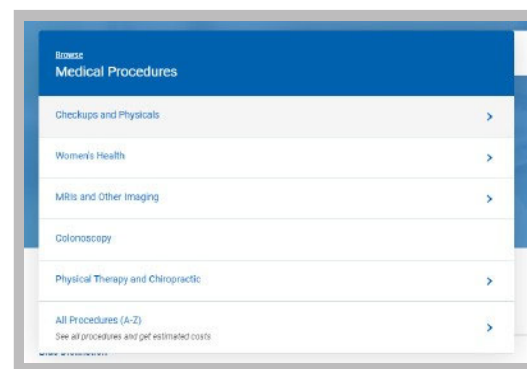 Browse
Medical Procedures
Checkups and Physicals
Women's Health
MRIs and Other Imaging
Colonoscopy
Physical Therapy and Chiropractic
All Procedures (A-Z)
See all procedures and get estimated costs